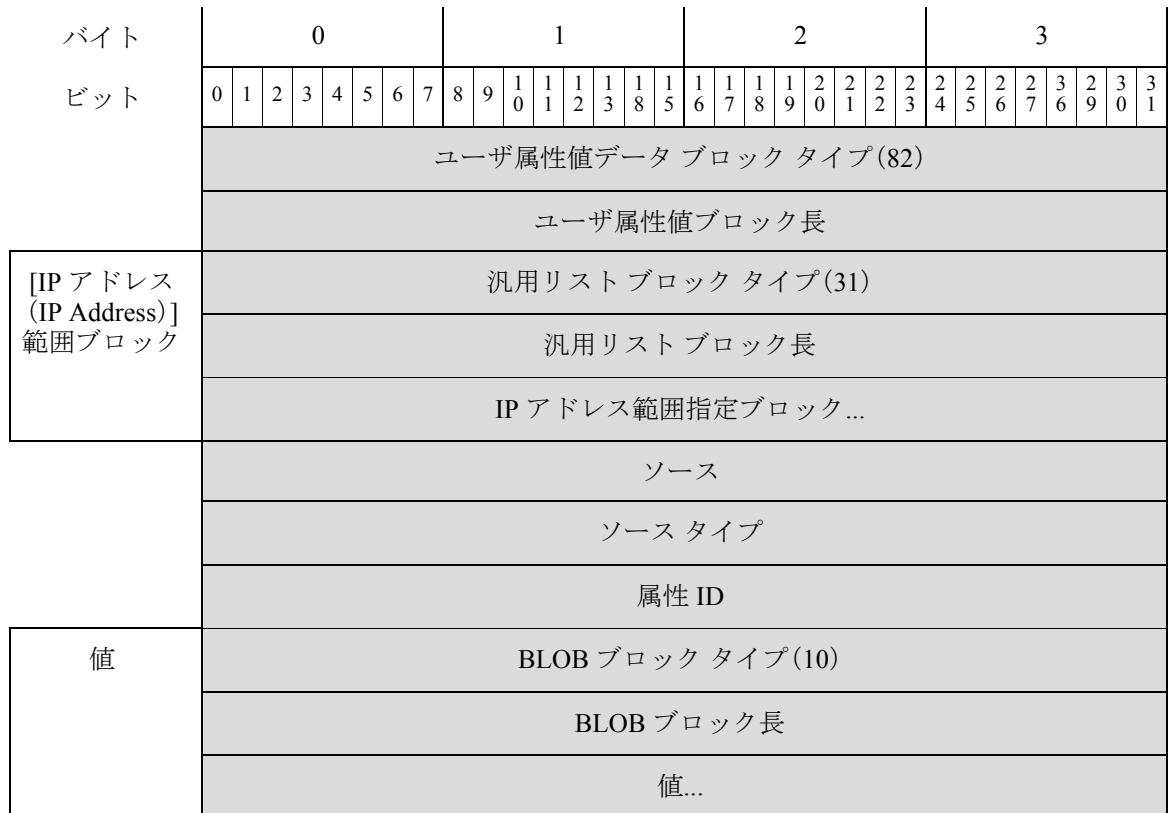 バイト 0 1 2 3
ビット 0 1 2 3 4 5 6 7 8 9 10 11 12 13 18 15 16 17 18 19 20 21 22 23 24 25 26 27 36 29 30 31
ユーザ属性値データ ブロック タイプ(82)
ユーザ属性値ブロック長
[IP アドレス
(IP Address)]
範囲ブロック
汎用リスト ブロック タイプ(31)
汎用リスト ブロック長
IP アドレス範囲指定ブロック...
ソース
ソース タイプ
属性 ID
値
BLOB ブロック タイプ(10)
BLOB ブロック長
値...